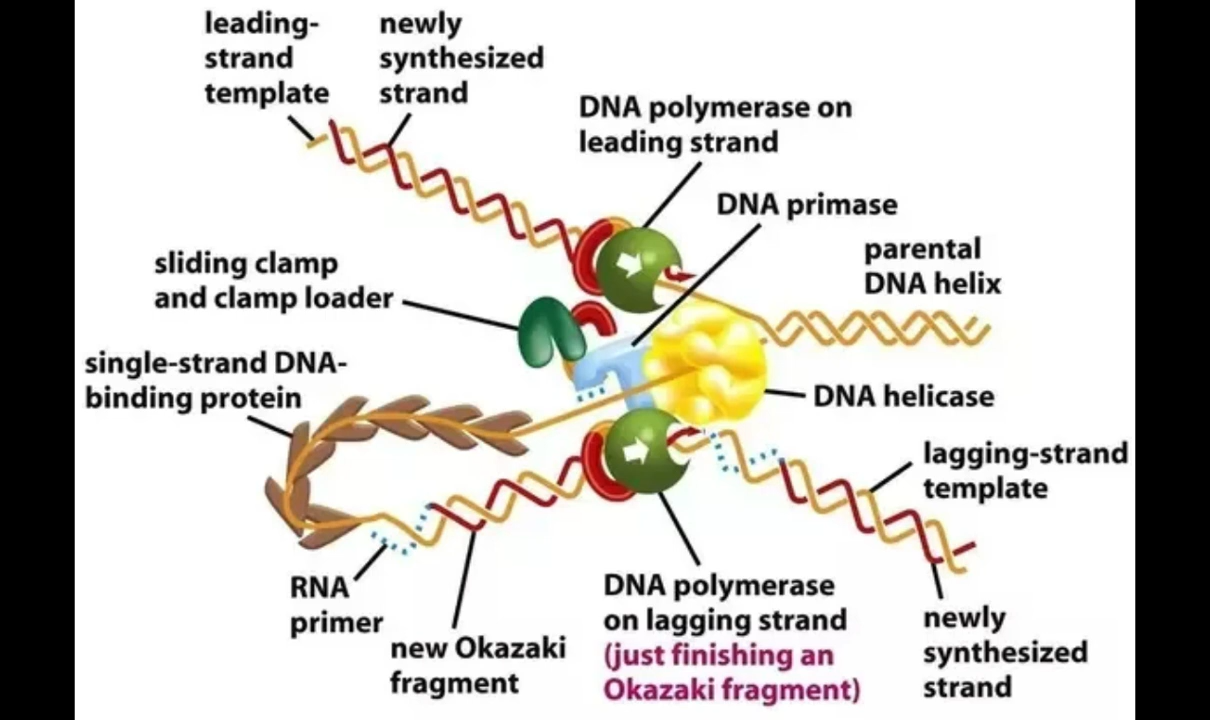 leading-
strand
template
newly
synthesized
strand
DNA polymerase on
leading strand
DNA primase
parental
DNA helix
sliding clamp
and clamp loader
single-strand DNA-
binding protein
DNA helicase
lagging-strand
template
RNA
primer
new Okazaki
fragment
DNA polymerase
on lagging strand
(just finishing an
Okazaki fragment)
newly
synthesized
strand